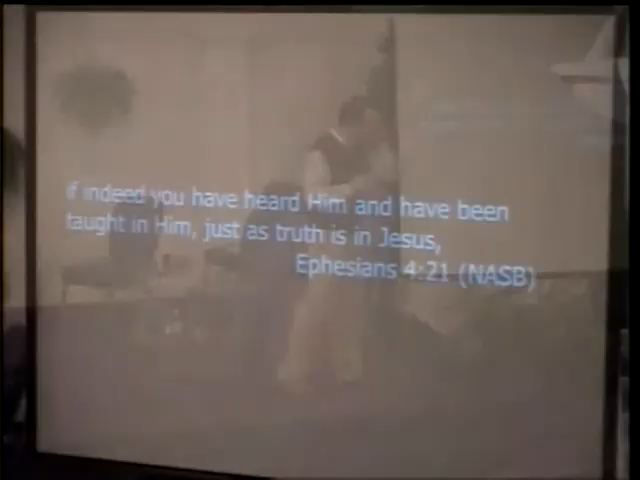 if indeed you have heard Him and have been
taught in Him, just as truth is in Jesus,
Ephesians 4:21 (NASB)